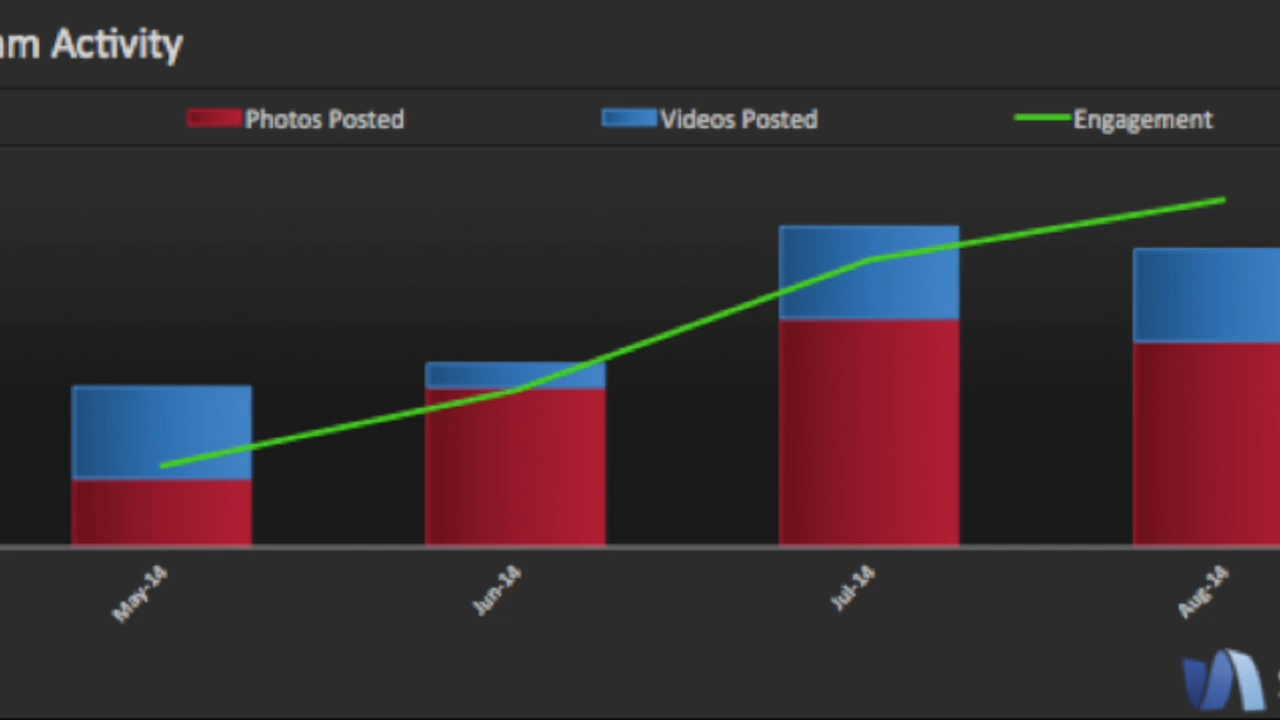 am Activity
Photos Posted Videos Posted Engagement
May-14 Jun-14 Jul-14 Aug-14